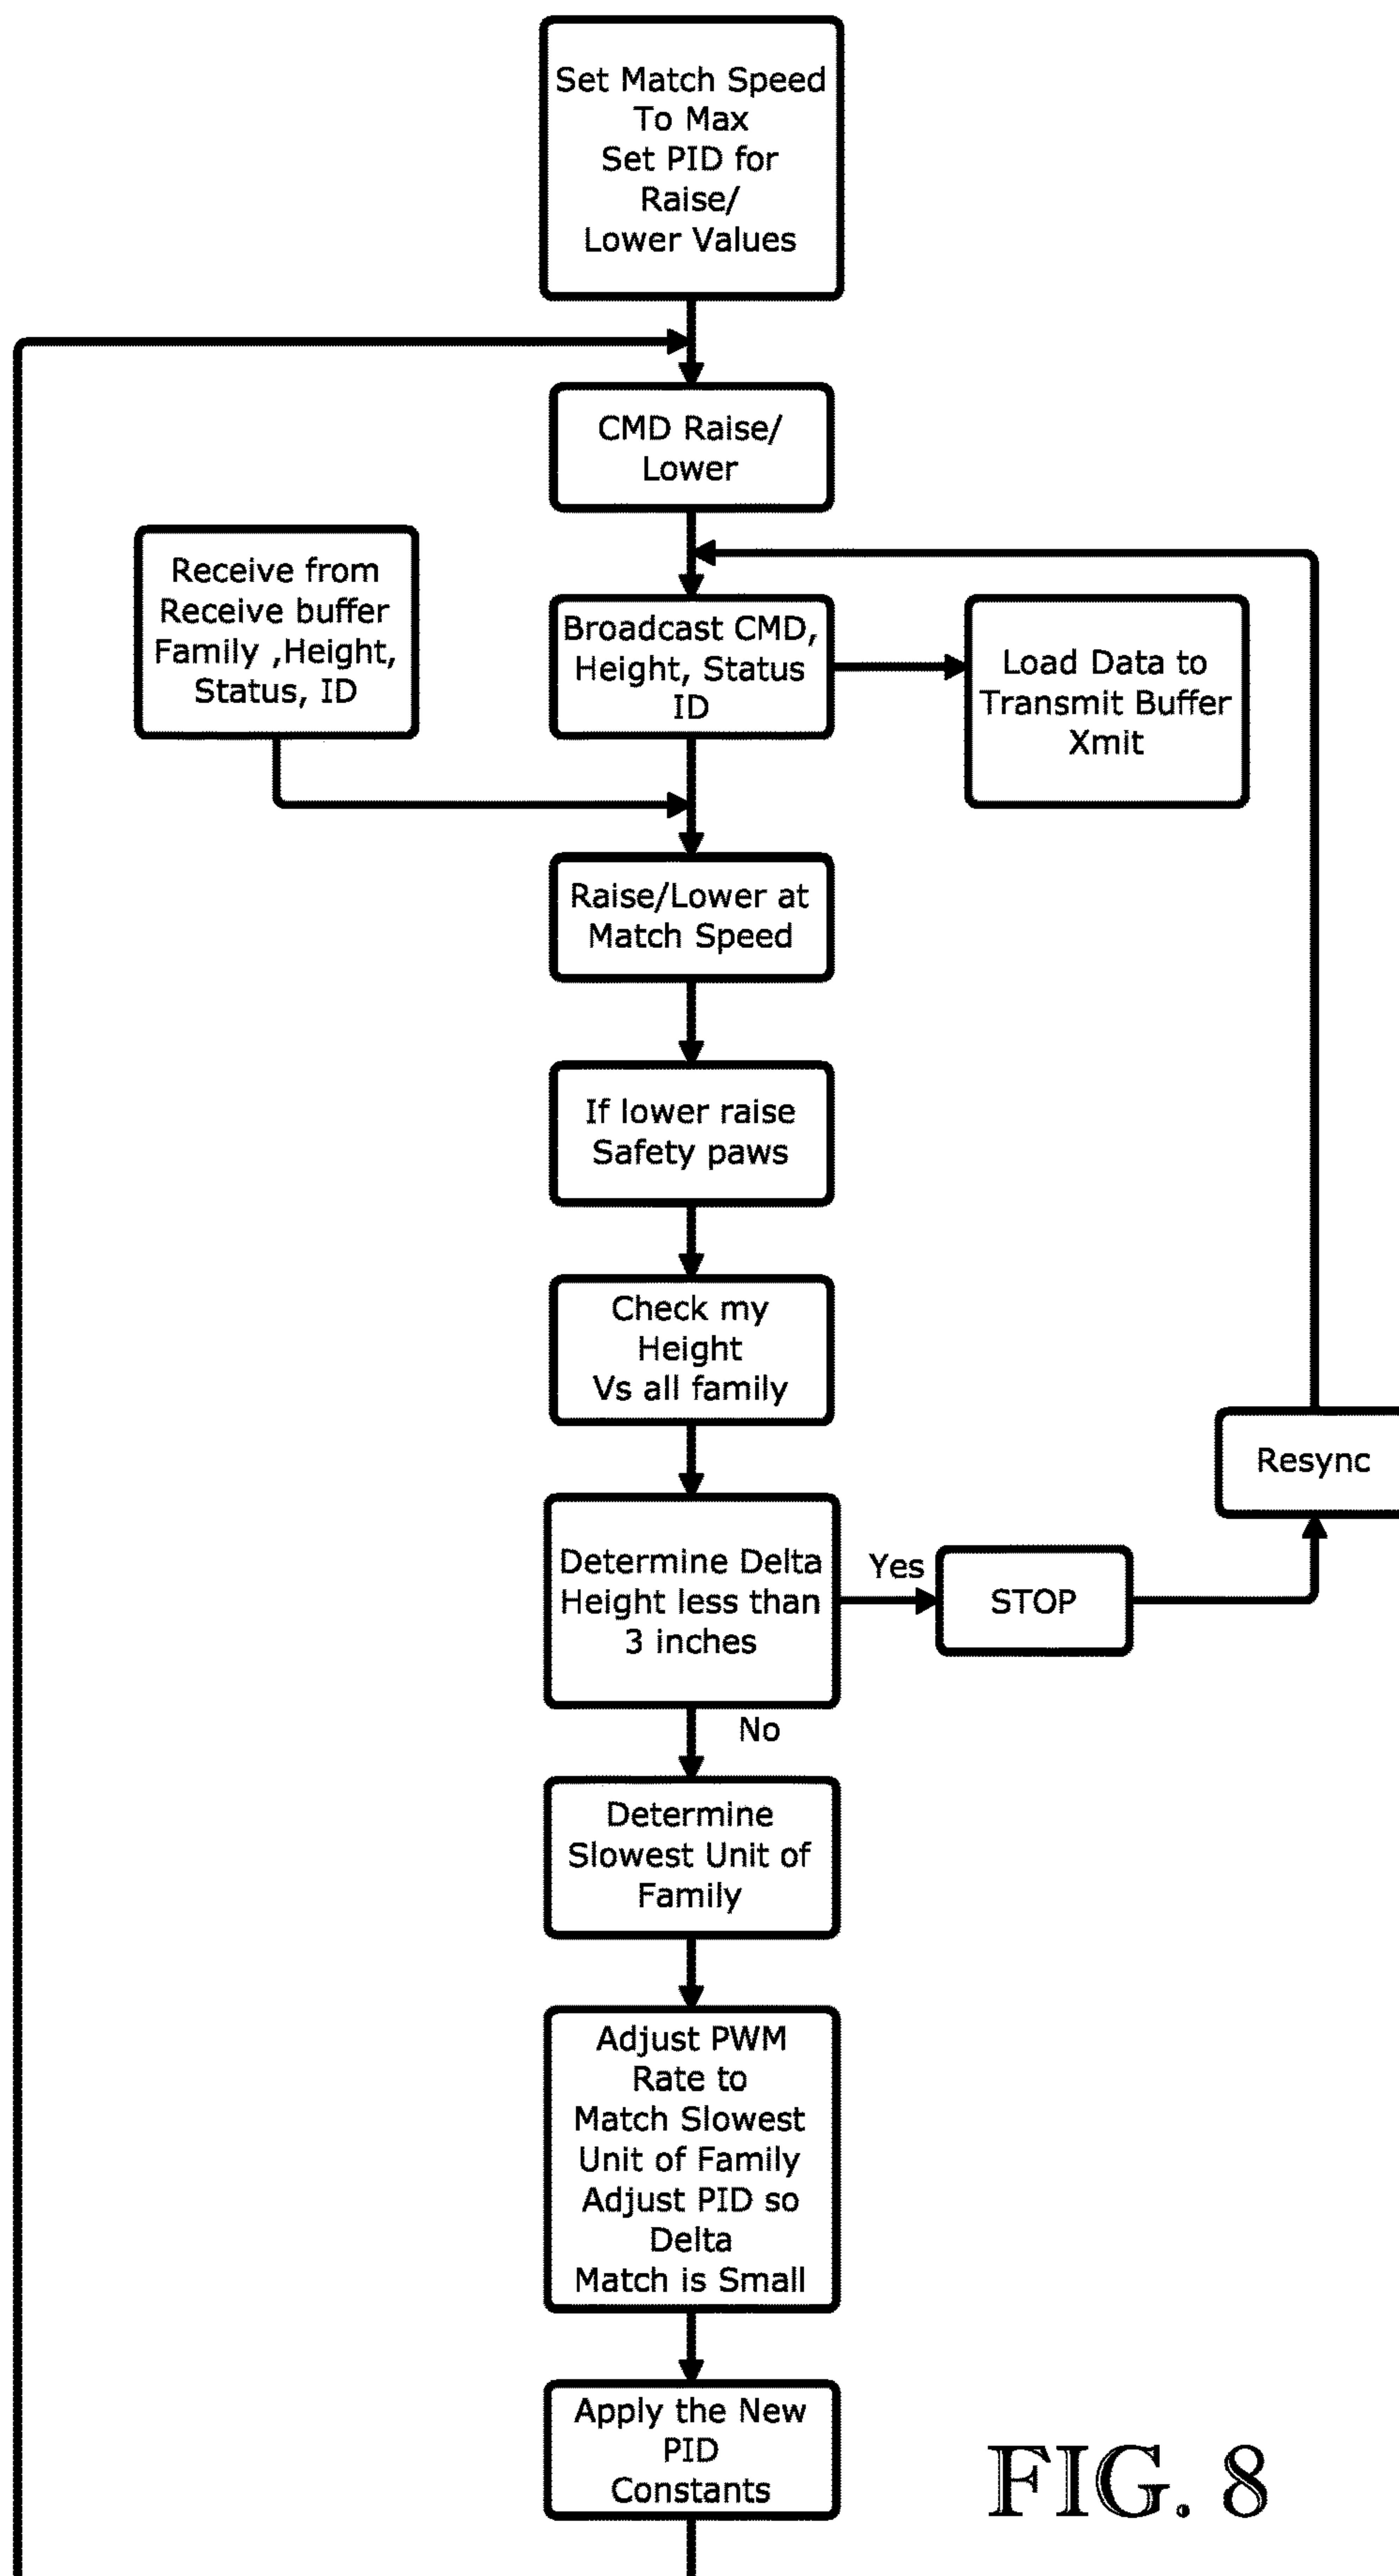 Set Match Speed
To Max
Set PID for
Raise/
Lower Values
CMD Raise/
Lower
Receive from
Receive buffer
Family ,Height,
Status, ID
Broadcast CMD,
Height, Status
ID
Load Data to
Transmit Buffer
Xmit
Raise/Lower at
Match Speed
If lower raise
Safety paws
Check my
Height
Vs all family
Resync
Determine Delta
Height less than
3 inches
Yes
STOP
No
Determine
Slowest Unit of
Family
Adjust PWM
Rate to
Match Slowest
Unit of Family
Adjust PID so
Delta
Match is Small
Apply the New
PID
Constants
FIG. 8